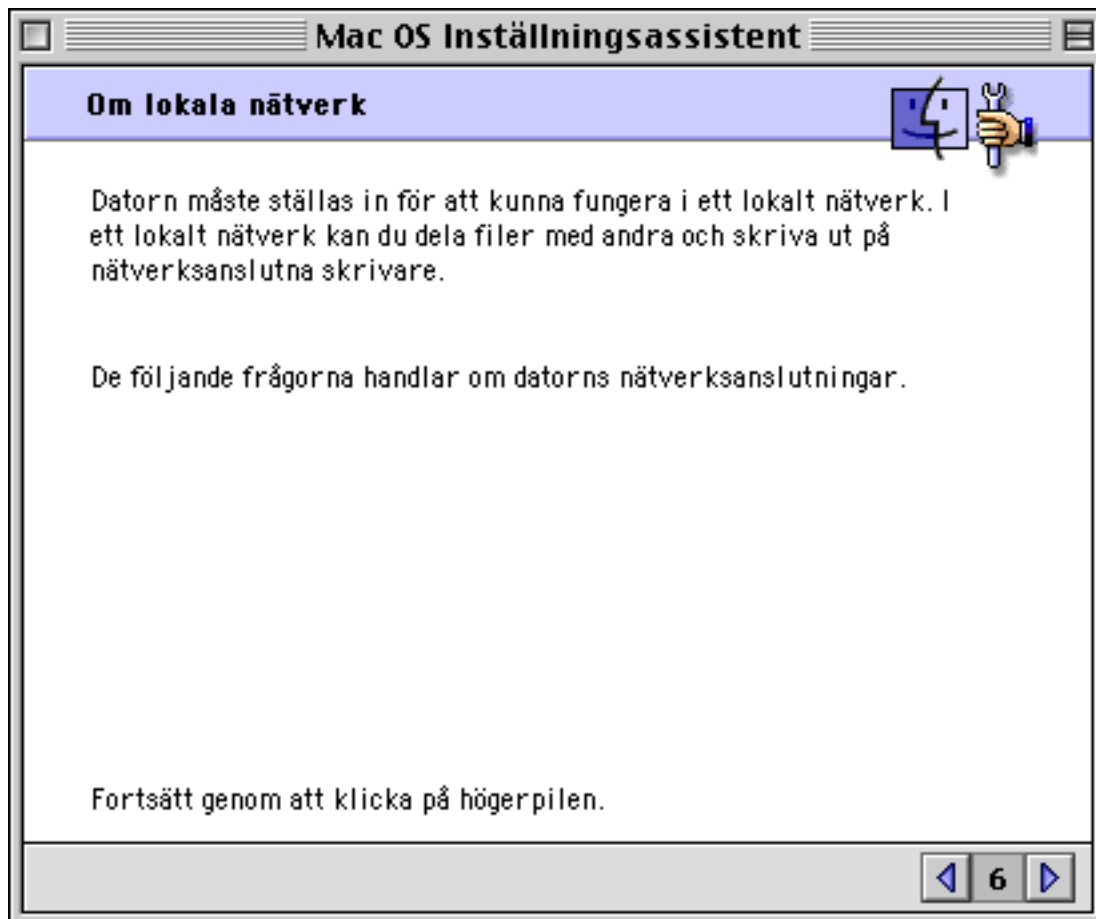 Mac OS Inställningsassistent
Om lokala nätverk
Datorn måste ställas in för att kunna fungera i ett lokalt nätverk. I
ett lokalt nätverk kan du dela filer med andra och skriva ut på
nätverksanslutna skrivare.
De följande frågorna handlar om datorns nätverksanslutningar.
Fortsätt genom att klicka på högerpilen.
6